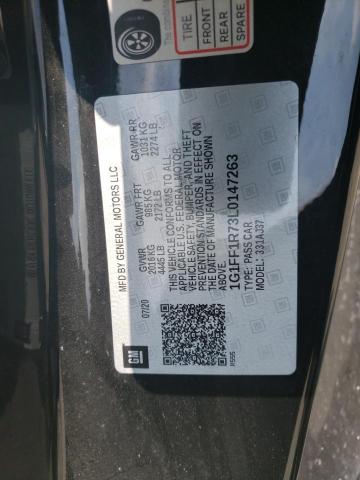 MFD BY GENERAL MOTORS LLC
07/20
GVWR
2016 KG
4445 LB
GAWR FRT
985 KG
2172 LB
GAWR RR
1031 KG
2274 LB
THIS VEHICLE CONFORMS TO ALL
APPLICABLE U.S. FEDERAL MOTOR
VEHICLE SAFETY, BUMPER, AND THEFT
PREVENTION STANDARDS IN EFFECT ON
THE DATE OF MANUFACTURE SHOWN
ABOVE.
1G1FF1R73L0147263
TYPE: PASS CAR
MODEL: 331A337
GM
TIRE
FRONT
REAR
SPARE